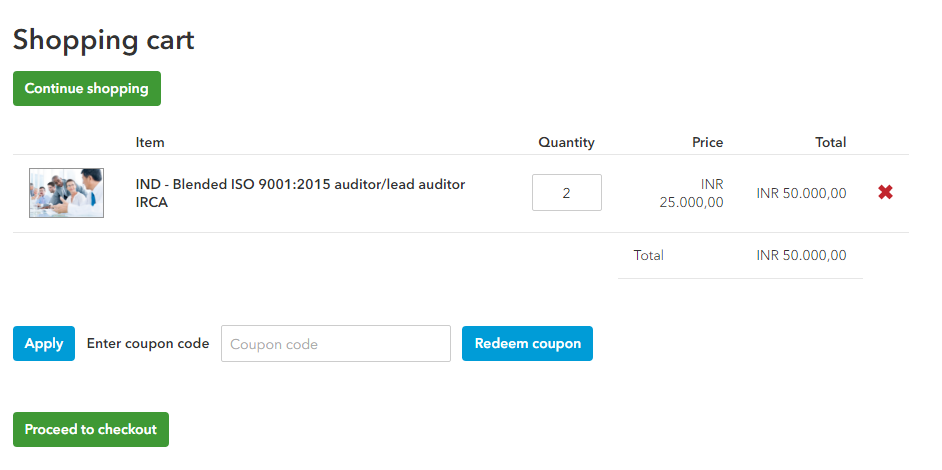 Shopping cart
Continue shopping
Item Quantity Price Total
IND - Blended ISO 9001:2015 auditor/lead auditor
IRCA
2
INR
25.000,00
INR 50.000,00
Total INR 50.000,00
Apply Enter coupon code Coupon code Redeem coupon
Proceed to checkout